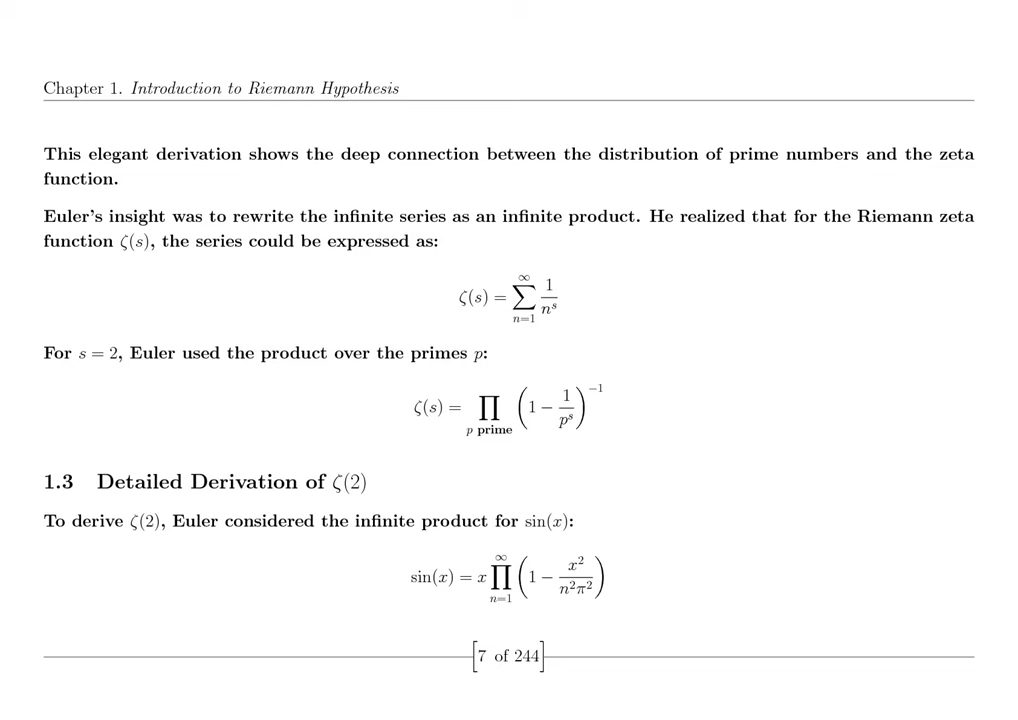 Chapter 1. Introduction to Riemann Hypothesis
This elegant derivation shows the deep connection between the distribution of prime numbers and the zeta
function.
Euler's insight was to rewrite the infinite series as an infinite product. He realized that for the Riemann zeta
function ζ(s), the series could be expressed as:
ζ(s) = ∑_{n=1}^{∞} 1/n^s
For s = 2, Euler used the product over the primes p:
ζ(s) = ∏_{p prime} (1 − 1/p^s)^{−1}
1.3 Detailed Derivation of ζ(2)
To derive ζ(2), Euler considered the infinite product for sin(x):
sin(x) = x ∏_{n=1}^{∞} (1 − x²/n²π²)
[7 of 244]